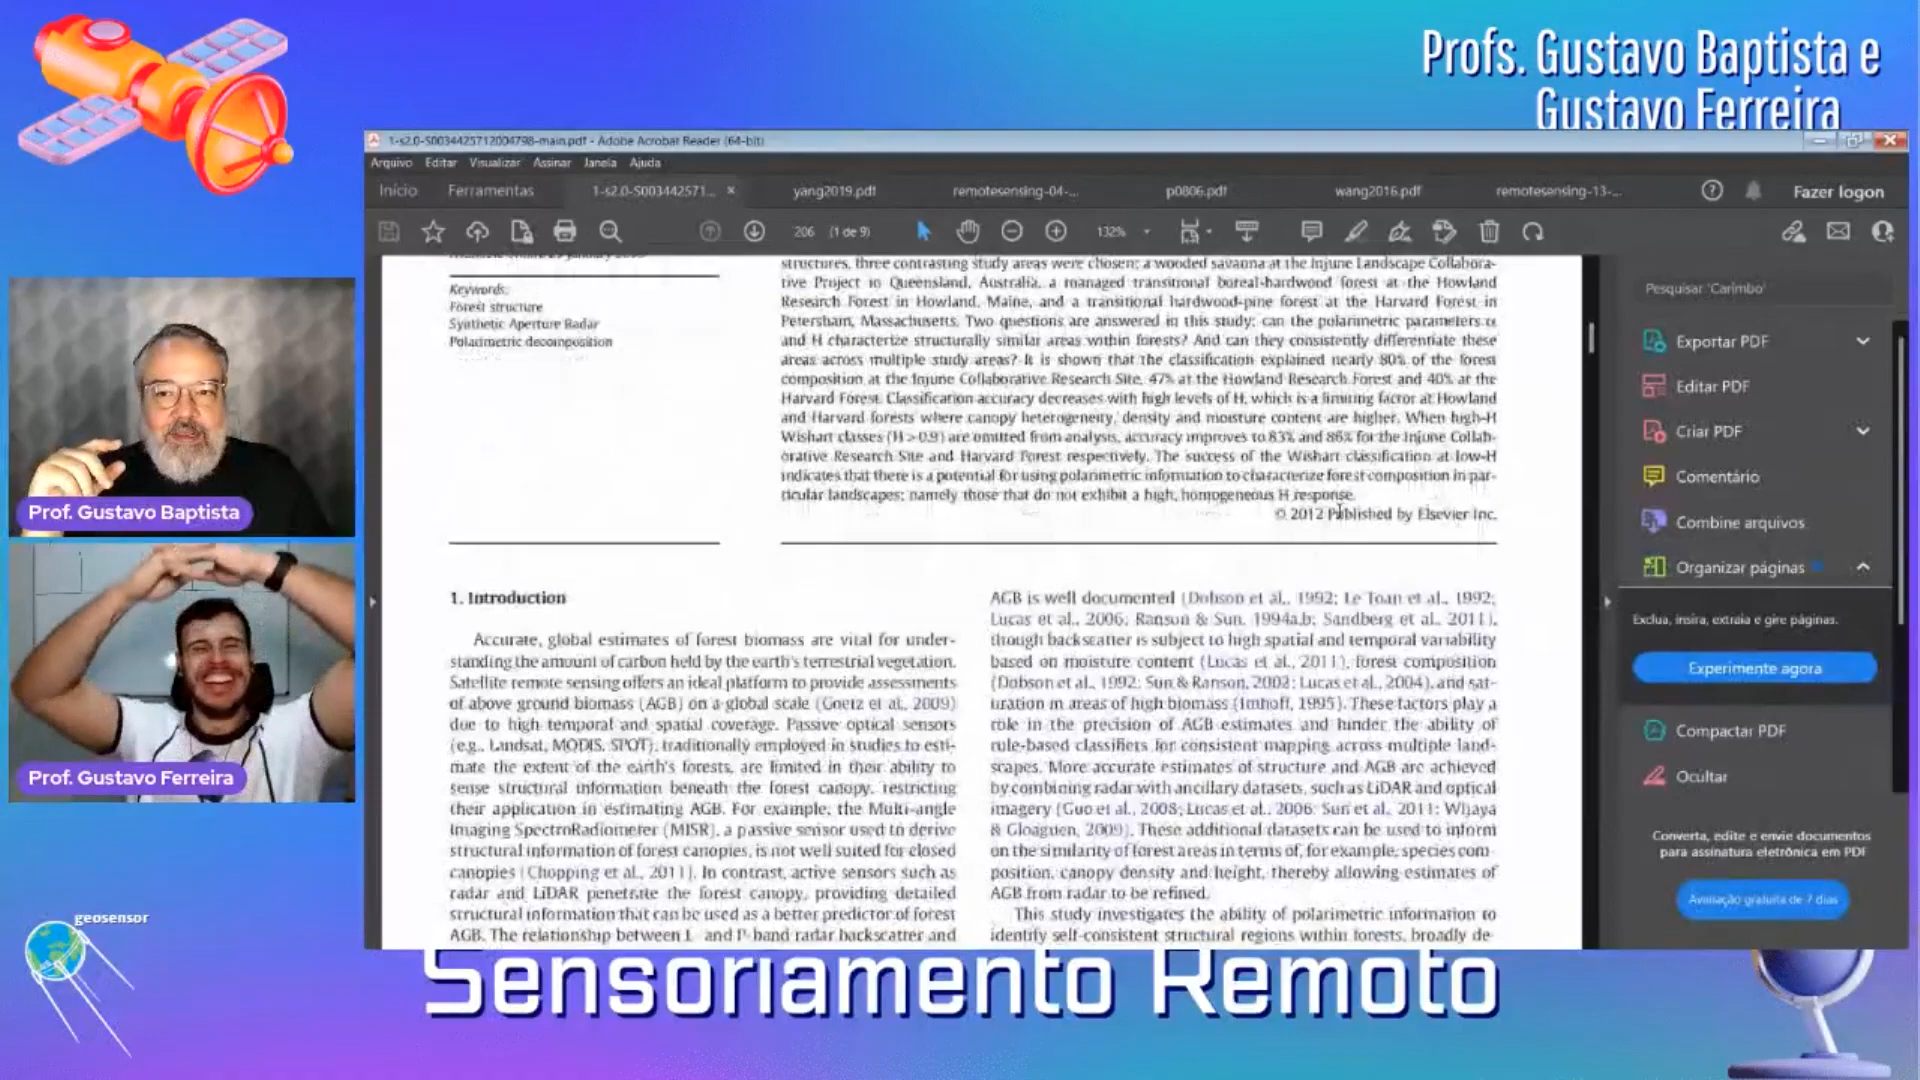 Profs. Gustavo Baptista e
Gustavo Ferreira
1-s2.0-S0034425712004798-main.pdf - Adobe Acrobat Reader (64-bit)
Arquivo Editar Visualizar Assinar Janela Ajuda
Início Ferramentas 1-s2.0-S003442571... × yang2019.pdf remotesensing-04-... p0806.pdf wang2016.pdf remotesensing-13-... Fazer logon
206 (1 de 9) 132%
Keywords:
Forest structure
Synthetic Aperture Radar
Polarimetric decomposition
structures, three contrasting study areas were chosen; a wooded savanna at the Injune Landscape Collabora-
tive Project in Queensland, Australia, a managed transitional boreal-hardwood forest at the Howland
Research Forest in Howland, Maine, and a transitional hardwood-pine forest at the Harvard Forest in
Petersham, Massachusetts. Two questions are answered in this study: can the polarimetric parameters α
and H characterize structurally similar areas within forests? And can they consistently differentiate these
areas across multiple study areas? It is shown that the classification explained nearly 80% of the forest
composition at the Injune Collaborative Research Site, 47% at the Howland Research Forest and 40% at the
Harvard Forest. Classification accuracy decreases with high levels of H, which is a limiting factor at Howland
and Harvard forests where canopy heterogeneity, density and moisture content are higher. When high-H
Wishart classes (H > 0.9) are omitted from analysis, accuracy improves to 83% and 86% for the Injune Collab-
orative Research Site and Harvard Forest respectively. The success of the Wishart classification at low-H
indicates that there is a potential for using polarimetric information to characterize forest composition in par-
ticular landscapes; namely those that do not exhibit a high, homogeneous H response.
© 2012 Published by Elsevier Inc.
1. Introduction
Accurate, global estimates of forest biomass are vital for under-
standing the amount of carbon held by the earth's terrestrial vegetation.
Satellite remote sensing offers an ideal platform to provide assessments
of above ground biomass (AGB) on a global scale (Goetz et al., 2009)
due to high temporal and spatial coverage. Passive optical sensors
(e.g., Landsat, MODIS, SPOT), traditionally employed in studies to esti-
mate the extent of the earth's forests, are limited in their ability to
sense structural information beneath the forest canopy, restricting
their application in estimating AGB. For example, the Multi-angle
Imaging SpectroRadiometer (MISR), a passive sensor used to derive
structural information of forest canopies, is not well suited for closed
canopies (Chopping et al., 2011). In contrast, active sensors such as
radar and LiDAR penetrate the forest canopy, providing detailed
structural information that can be used as a better predictor of forest
AGB. The relationship between L- and P-band radar backscatter and
AGB is well documented (Dobson et al., 1992; Le Toan et al., 1992;
Lucas et al., 2006; Ranson & Sun, 1994a,b; Sandberg et al., 2011),
though backscatter is subject to high spatial and temporal variability
based on moisture content (Lucas et al., 2011), forest composition
(Dobson et al., 1992; Sun & Ranson, 2002; Lucas et al., 2004), and sat-
uration in areas of high biomass (Imhoff, 1995). These factors play a
role in the precision of AGB estimates and hinder the ability of
rule-based classifiers for consistent mapping across multiple land-
scapes. More accurate estimates of structure and AGB are achieved
by combining radar with ancillary datasets, such as LiDAR and optical
imagery (Guo et al., 2008; Lucas et al., 2006; Sun et al., 2011; Wijaya
& Gloaguen, 2009). These additional datasets can be used to inform
on the similarity of forest areas in terms of, for example, species com-
position, canopy density and height, thereby allowing estimates of
AGB from radar to be refined.
This study investigates the ability of polarimetric information to
identify self-consistent structural regions within forests, broadly de-
Pesquisar 'Carimbo'
Exportar PDF
Editar PDF
Criar PDF
Comentário
Combine arquivos
Organizar páginas
Exclua, insira, extraia e gire páginas.
Experimente agora
Compactar PDF
Ocultar
Converta, edite e envie documentos
para assinatura eletrônica em PDF
Avaliação gratuita de 7 dias
Prof. Gustavo Baptista
Prof. Gustavo Ferreira
geosensor
Sensoriamento Remoto